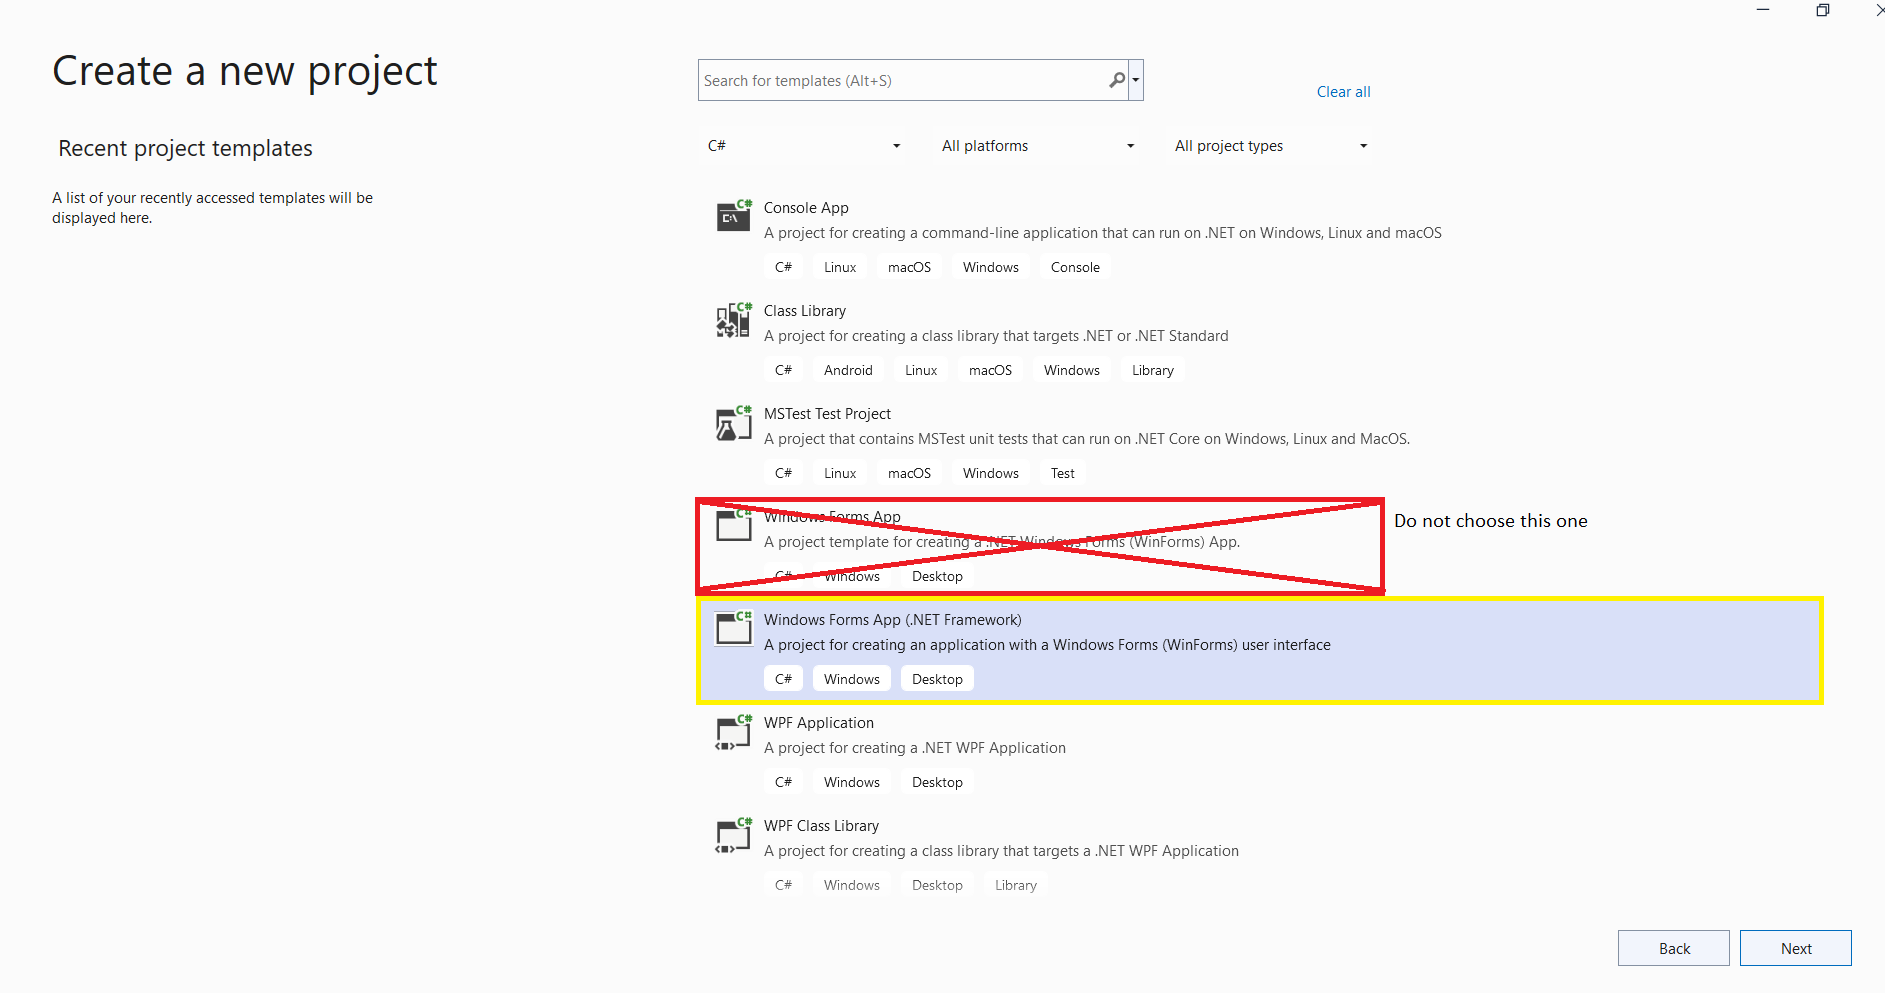 Create a new project
Search for templates (Alt+S)
Clear all
Recent project templates
C#
All platforms
All project types
A list of your recently accessed templates will be
displayed here.
C#
C:\
Console App
A project for creating a command-line application that can run on .NET on Windows, Linux and macOS
C# Linux macOS Windows Console
C#
Class Library
A project for creating a class library that targets .NET or .NET Standard
C# Android Linux macOS Windows Library
C#
MSTest Test Project
A project that contains MSTest unit tests that can run on .NET Core on Windows, Linux and MacOS.
C# Linux macOS Windows Test
C#
Windows Forms App
Do not choose this one
A project template for creating a .NET Windows Forms (WinForms) App.
C# Windows Desktop
C#
Windows Forms App (.NET Framework)
A project for creating an application with a Windows Forms (WinForms) user interface
C# Windows Desktop
C#
WPF Application
A project for creating a .NET WPF Application
C# Windows Desktop
C#
WPF Class Library
A project for creating a class library that targets a .NET WPF Application
C# Windows Desktop Library
Back
Next